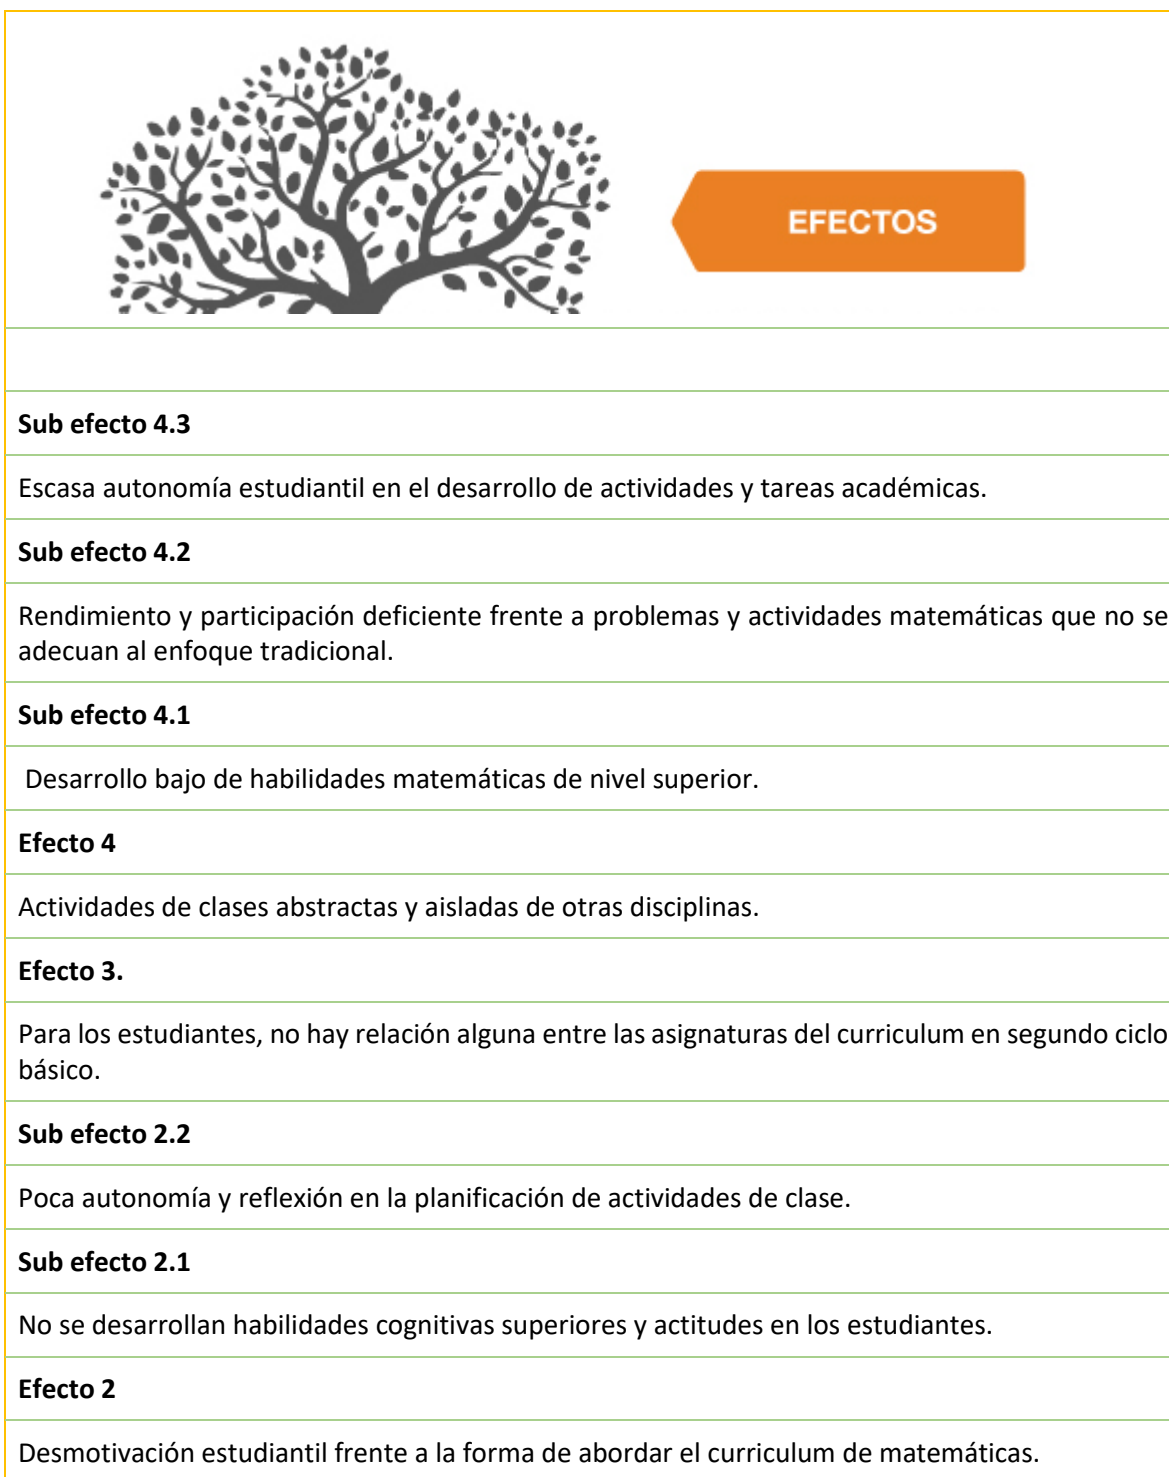 EFECTOS
Sub efecto 4.3
Escasa autonomía estudiantil en el desarrollo de actividades y tareas académicas.
Sub efecto 4.2
Rendimiento y participación deficiente frente a problemas y actividades matemáticas que no se
adecuan al enfoque tradicional.
Sub efecto 4.1
Desarrollo bajo de habilidades matemáticas de nivel superior.
Efecto 4
Actividades de clases abstractas y aisladas de otras disciplinas.
Efecto 3.
Para los estudiantes, no hay relación alguna entre las asignaturas del curriculum en segundo ciclo
básico.
Sub efecto 2.2
Poca autonomía y reflexión en la planificación de actividades de clase.
Sub efecto 2.1
No se desarrollan habilidades cognitivas superiores y actitudes en los estudiantes.
Efecto 2
Desmotivación estudiantil frente a la forma de abordar el curriculum de matemáticas.